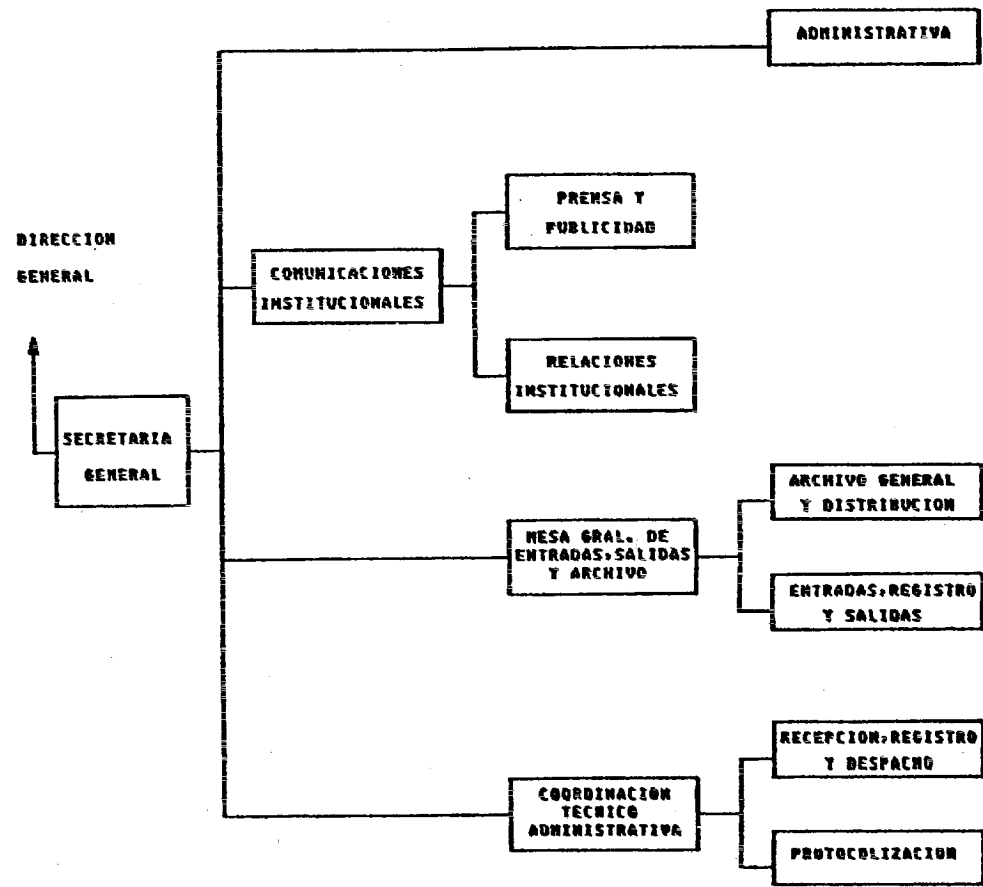 ADMINISTRATIVA
PRENSA Y
PUBLICIDAD
DIRECCION
GENERAL
COMUNICACIONES
INSTITUCIONALES
RELACIONES
INSTITUCIONALES
SECRETARIA
GENERAL
ARCHIVO GENERAL
Y DISTRIBUCION
MESA GRAL. DE
ENTRADAS,SALIDAS
Y ARCHIVO
ENTRADAS,REGISTRO
Y SALIDAS
RECEPCION,REGISTRO
Y DESPACHO
COORDINACION
TECNICO
ADMINISTRATIVA
PROTOCOLIZACION